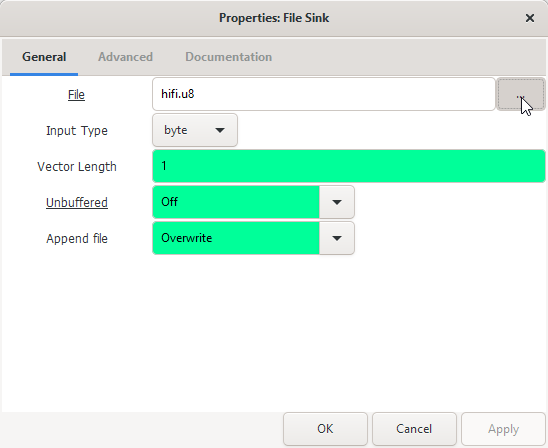 Properties: File Sink
General Advanced Documentation
File hifi.u8 ...
Input Type byte
Vector Length 1
Unbuffered Off
Append file Overwrite
OK Cancel Apply